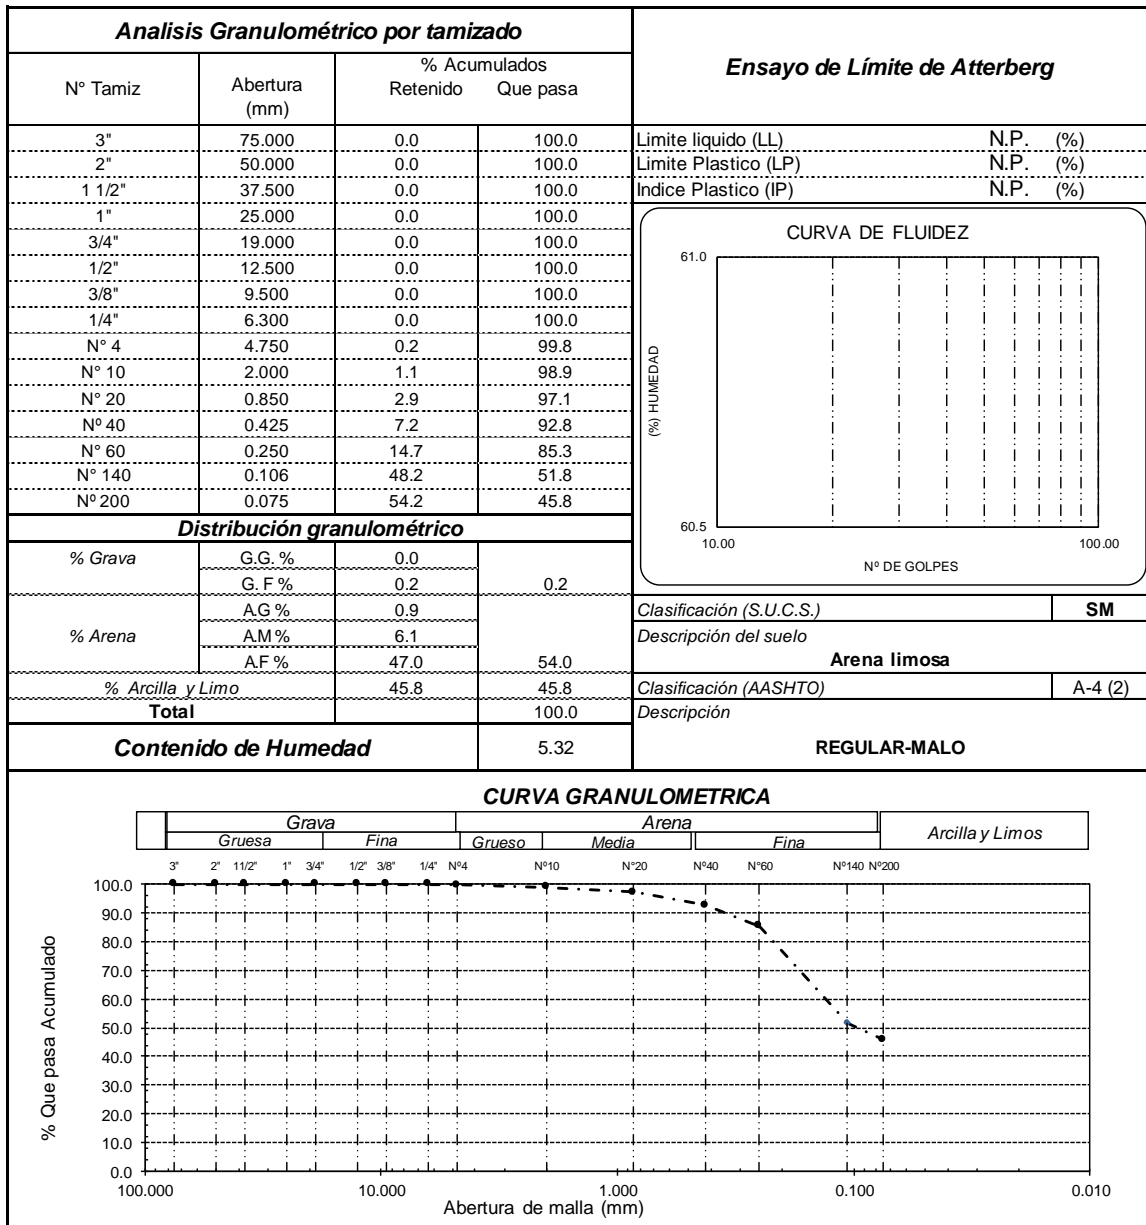 Analisis Granulométrico por tamizado
Ensayo de Límite de Atterberg
N° Tamiz Abertura (mm) % Acumulados
Retenido Que pasa
3" 75.000 0.0 100.0
2" 50.000 0.0 100.0
1 1/2" 37.500 0.0 100.0
1" 25.000 0.0 100.0
3/4" 19.000 0.0 100.0
1/2" 12.500 0.0 100.0
3/8" 9.500 0.0 100.0
1/4" 6.300 0.0 100.0
N° 4 4.750 0.2 99.8
N° 10 2.000 1.1 98.9
N° 20 0.850 2.9 97.1
Nº 40 0.425 7.2 92.8
N° 60 0.250 14.7 85.3
N° 140 0.106 48.2 51.8
Nº 200 0.075 54.2 45.8
Limite liquido (LL) N.P. (%)
Limite Plastico (LP) N.P. (%)
Indice Plastico (IP) N.P. (%)
CURVA DE FLUIDEZ
61.0
(%) HUMEDAD
60.5
10.00 100.00
Nº DE GOLPES
Distribución granulométrico
% Grava G.G. % 0.0
G. F % 0.2 0.2
A.G % 0.9
% Arena A.M % 6.1
A.F % 47.0 54.0
% Arcilla y Limo 45.8 45.8
Total 100.0
Contenido de Humedad 5.32
Clasificación (S.U.C.S.) SM
Descripción del suelo
Arena limosa
Clasificación (AASHTO) A-4 (2)
Descripción
REGULAR-MALO
CURVA GRANULOMETRICA
Grava Arena Arcilla y Limos
Gruesa Fina Grueso Media Fina
3" 2" 11/2" 1" 3/4" 1/2" 3/8" 1/4" Nº4 Nº10 N°20 Nº40 N°60 Nº140 Nº200
100.0
90.0
80.0
70.0
60.0
50.0
40.0
30.0
20.0
10.0
0.0
% Que pasa Acumulado
100.000 10.000 1.000 0.100 0.010
Abertura de malla (mm)